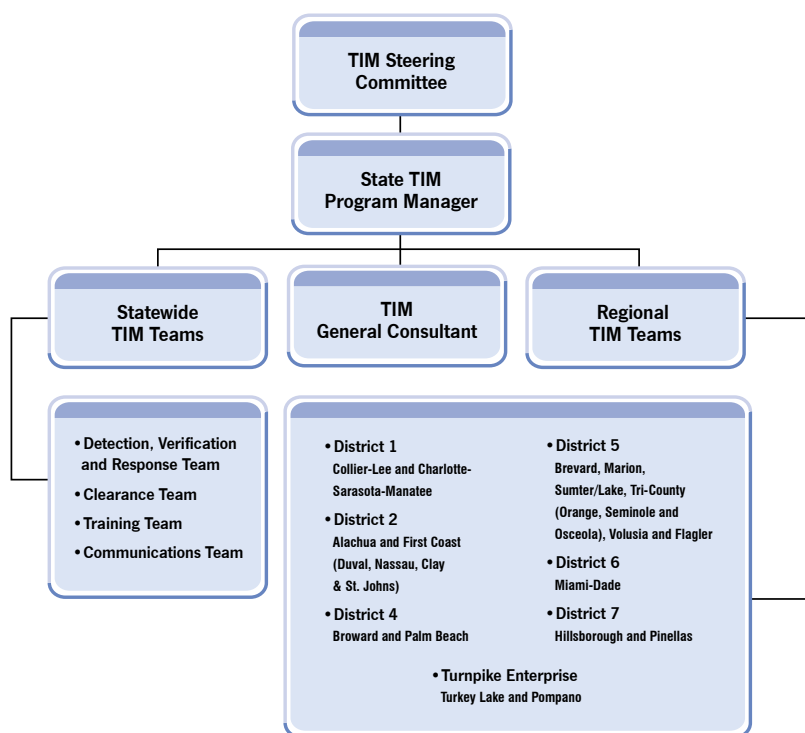 TIM Steering
Committee
State TIM
Program Manager
Statewide
TIM Teams
TIM
General Consultant
Regional
TIM Teams
• Detection, Verification
and Response Team
• Clearance Team
• Training Team
• Communications Team
• District 1
Collier-Lee and Charlotte-
Sarasota-Manatee
• District 2
Alachua and First Coast
(Duval, Nassau, Clay
& St. Johns)
• District 4
Broward and Palm Beach
• District 5
Brevard, Marion,
Sumter/Lake, Tri-County
(Orange, Seminole and
Osceola), Volusia and Flagler
• District 6
Miami-Dade
• District 7
Hillsborough and Pinellas
• Turnpike Enterprise
Turkey Lake and Pompano